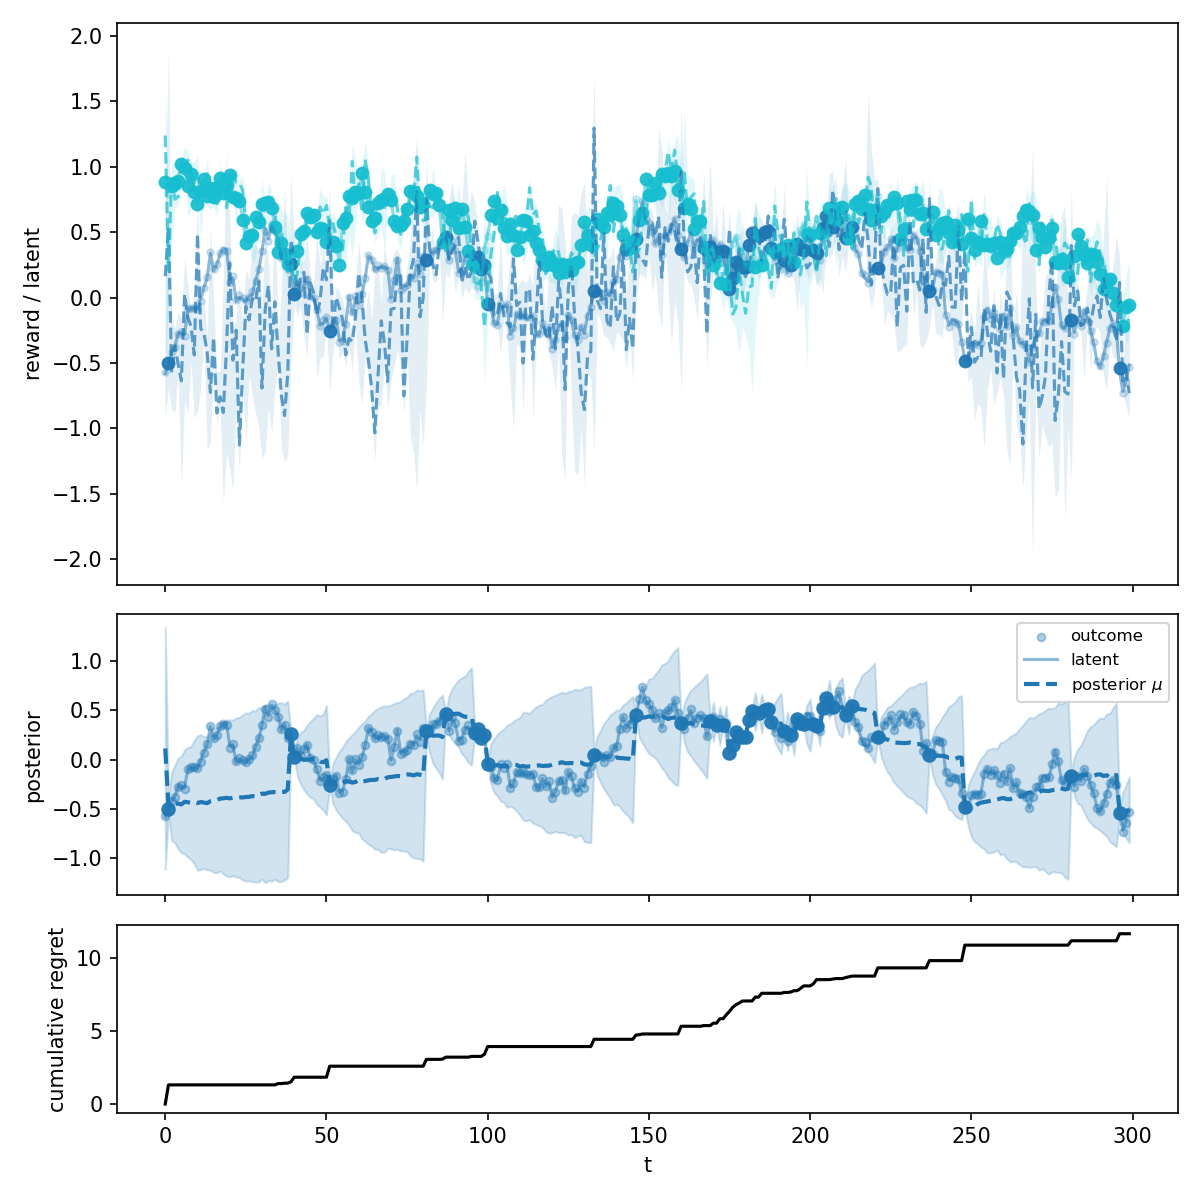 2.0
1.5
1.0
0.5
0.0
−0.5
−1.0
−1.5
−2.0
reward / latent
1.0
0.5
0.0
−0.5
−1.0
posterior
outcome
latent
posterior μ
10
5
0
cumulative regret
0 50 100 150 200 250 300
t